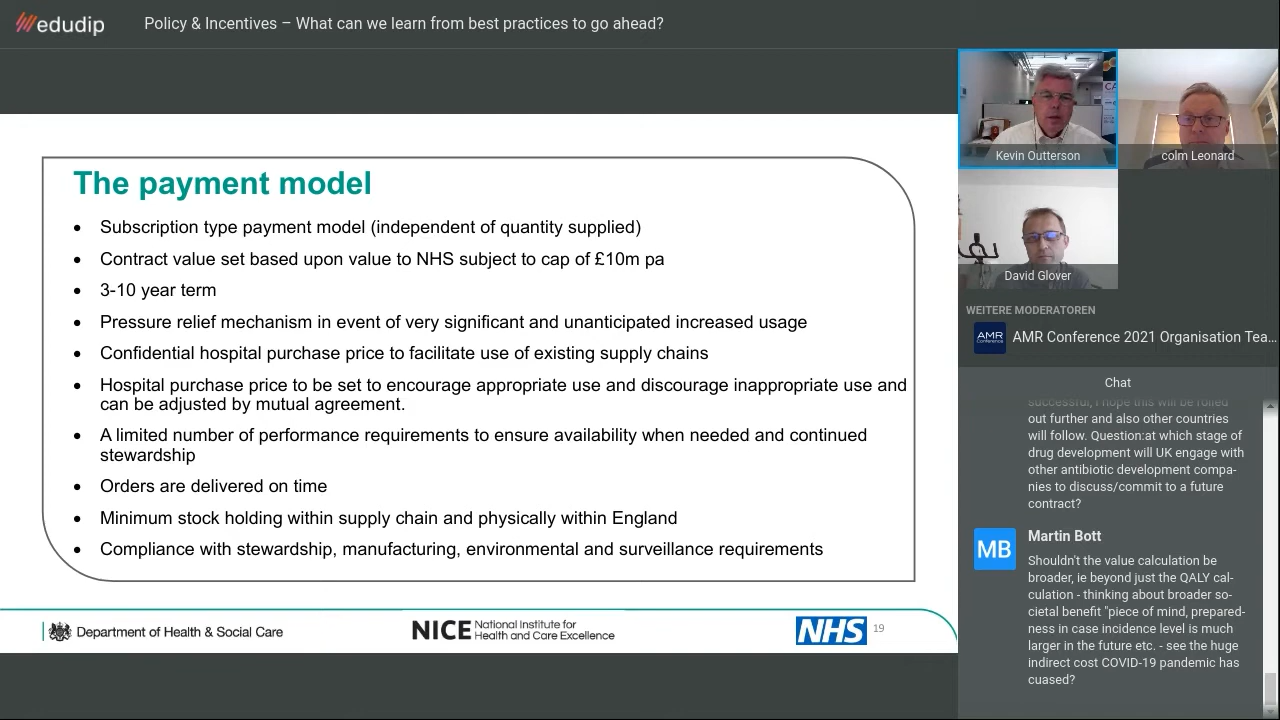 edudip
Policy & Incentives – What can we learn from best practices to go ahead?
The payment model
• Subscription type payment model (independent of quantity supplied)
• Contract value set based upon value to NHS subject to cap of £10m pa
• 3-10 year term
• Pressure relief mechanism in event of very significant and unanticipated increased usage
• Confidential hospital purchase price to facilitate use of existing supply chains
• Hospital purchase price to be set to encourage appropriate use and discourage inappropriate use and
can be adjusted by mutual agreement.
• A limited number of performance requirements to ensure availability when needed and continued
stewardship
• Orders are delivered on time
• Minimum stock holding within supply chain and physically within England
• Compliance with stewardship, manufacturing, environmental and surveillance requirements
Department of Health & Social Care
NICE
National Institute for
Health and Care Excellence
NHS
19
Kevin Outterson
colm Leonard
David Glover
WEITERE MODERATOREN
AMR
Conference
AMR Conference 2021 Organisation Tea...
Chat
successful, I hope this will be rolled
out further and also other countries
will follow. Question:at which stage of
drug development will UK engage with
other antibiotic development compa-
nies to discuss/commit to a future
contract?
MB
Martin Bott
Shouldn't the value calculation be
broader, ie beyond just the QALY cal-
culation - thinking about broader so-
cietal benefit "piece of mind, prepared-
ness in case incidence level is much
larger in the future etc. - see the huge
indirect cost COVID-19 pandemic has
cuased?